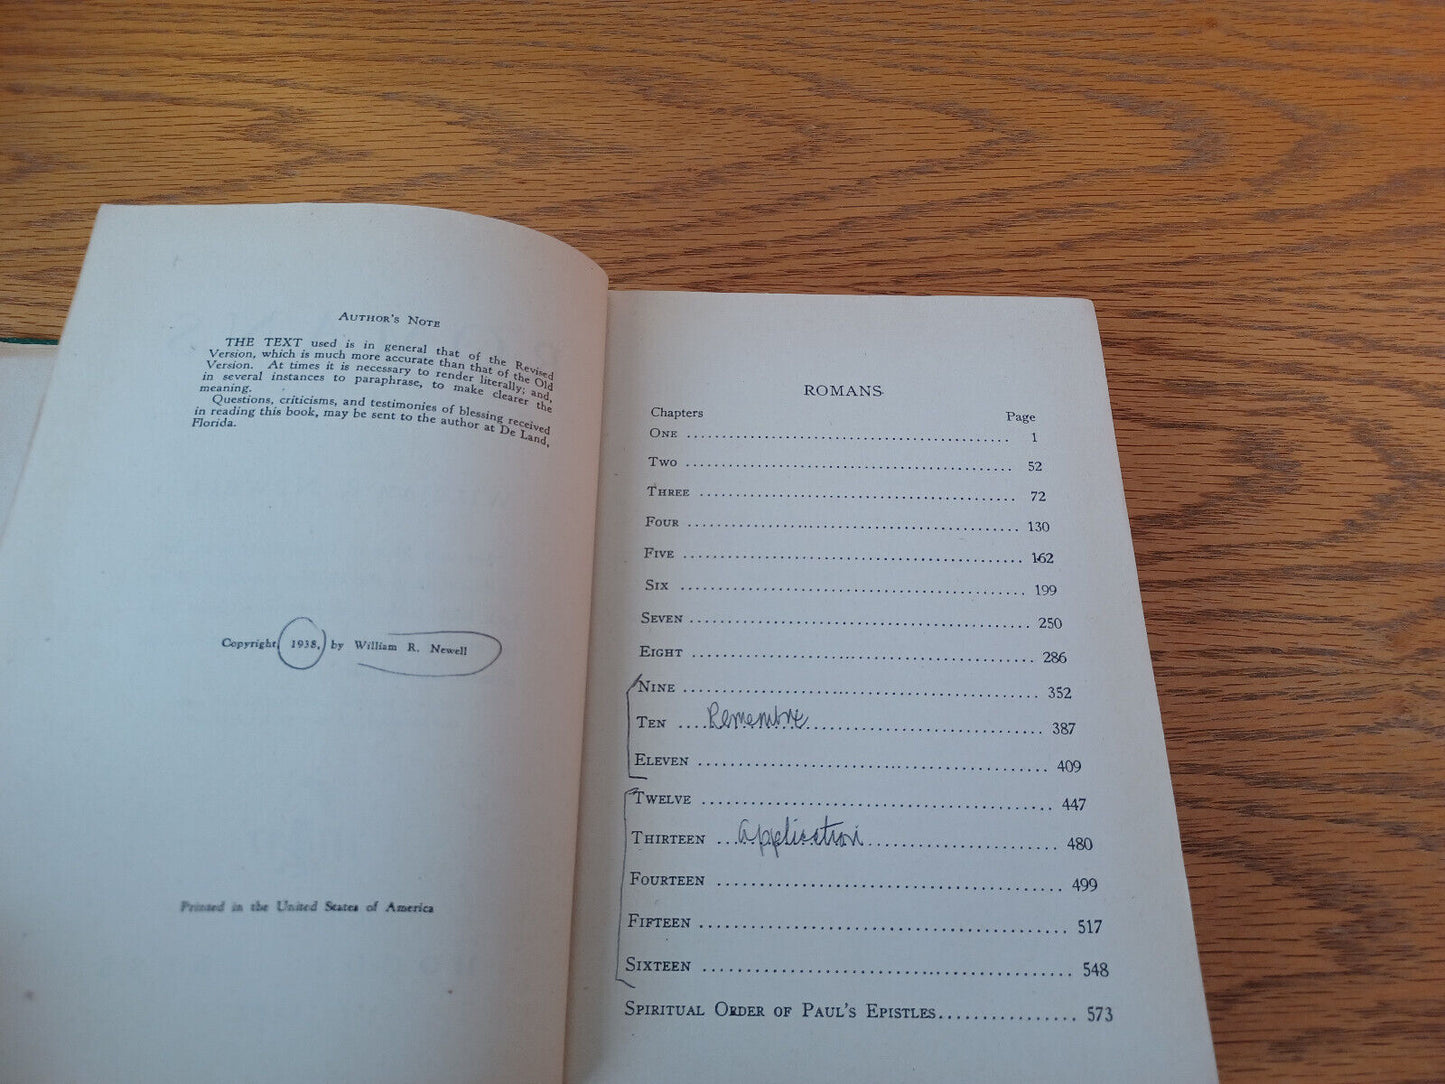 AUTHOR'S NOTE
THE TEXT used is in general that of the Revised
Version, which is much more accurate than that of the Old
Version. At times it is necessary to render literally; and,
in several instances to paraphrase, to make clearer the
meaning.
Questions, criticisms, and testimonies of blessing received
in reading this book, may be sent to the author at De Land,
Florida.
Copyright, 1938, by William R. Newell
Printed in the United States of America
ROMANS
Chapters Page
ONE 1
TWO 52
THREE 72
FOUR 130
FIVE 162
SIX 199
SEVEN 250
EIGHT 286
NINE 352
TEN 387
ELEVEN 409
TWELVE 447
THIRTEEN Application 480
FOURTEEN 499
FIFTEEN 517
SIXTEEN 548
SPIRITUAL ORDER OF PAUL'S EPISTLES 573